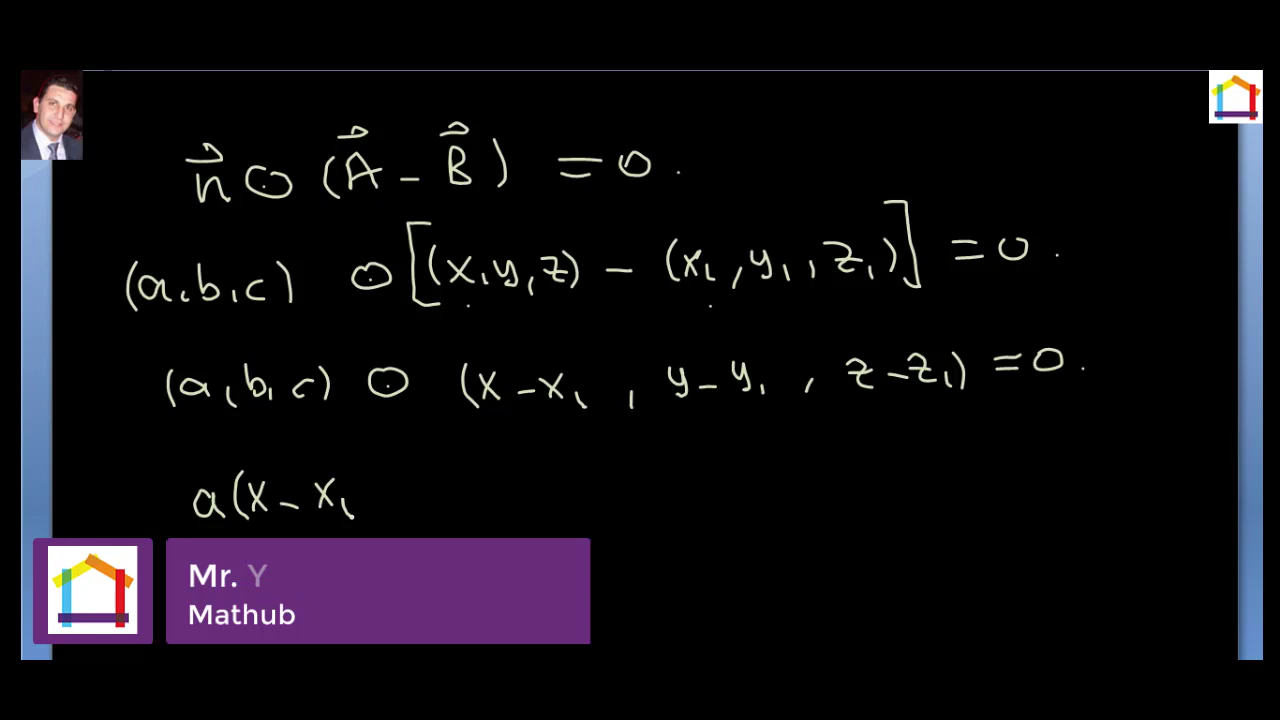 n⃗ ⊙ (A⃗ - B⃗) = 0.
(a,b,c) ⊙ [(x,y,z) - (x₁,y₁,z₁)] = 0.
(a,b,c) ⊙ (x-x₁, y-y₁, z-z₁) = 0.
a(x-x₁
Mr. Y
Mathub